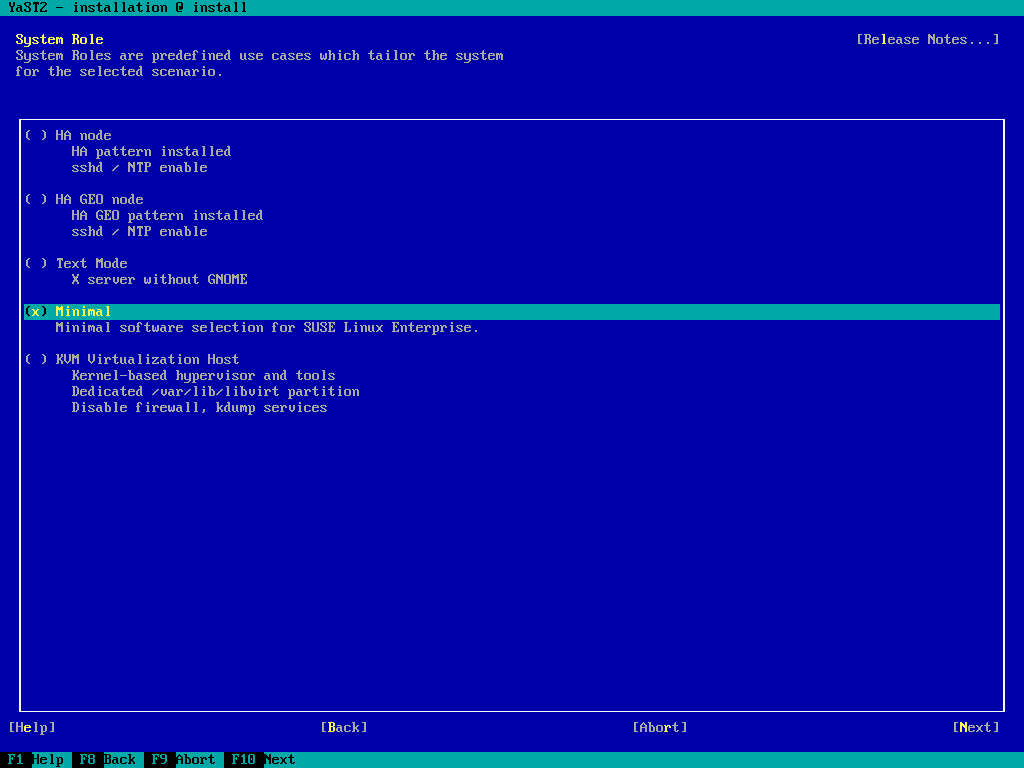 YaST2 - installation @ install
System Role [Release Notes...]
System Roles are predefined use cases which tailor the system
for the selected scenario.
( ) HA node
HA pattern installed
sshd / NTP enable
( ) HA GEO node
HA GEO pattern installed
sshd / NTP enable
( ) Text Mode
X server without GNOME
(x) Minimal
Minimal software selection for SUSE Linux Enterprise.
( ) KVM Virtualization Host
Kernel-based hypervisor and tools
Dedicated /var/lib/libvirt partition
Disable firewall, kdump services
[Help] [Back] [Abort] [Next]
F1 Help F8 Back F9 Abort F10 Next